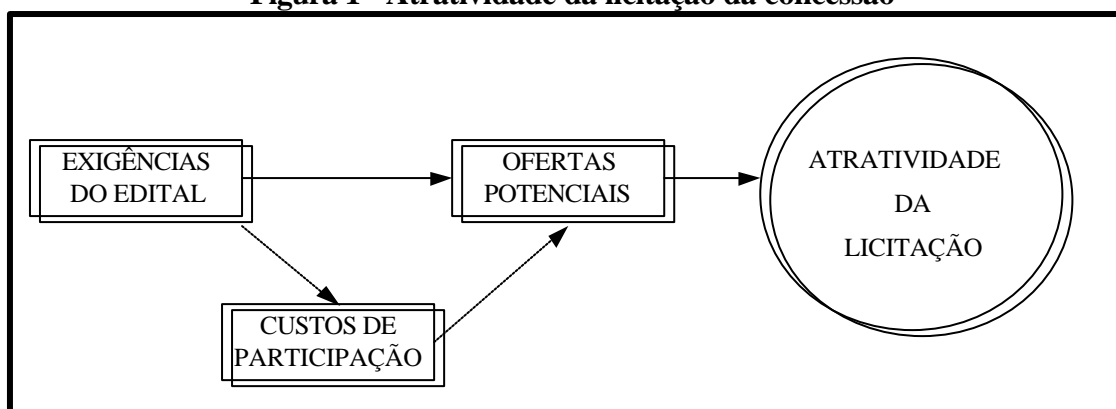 Figura 1 - Atratividade da licitação da concessão
EXIGÊNCIAS
DO EDITAL
OFERTAS
POTENCIAIS
ATRATIVIDADE
DA
LICITAÇÃO
CUSTOS DE
PARTICIPAÇÃO